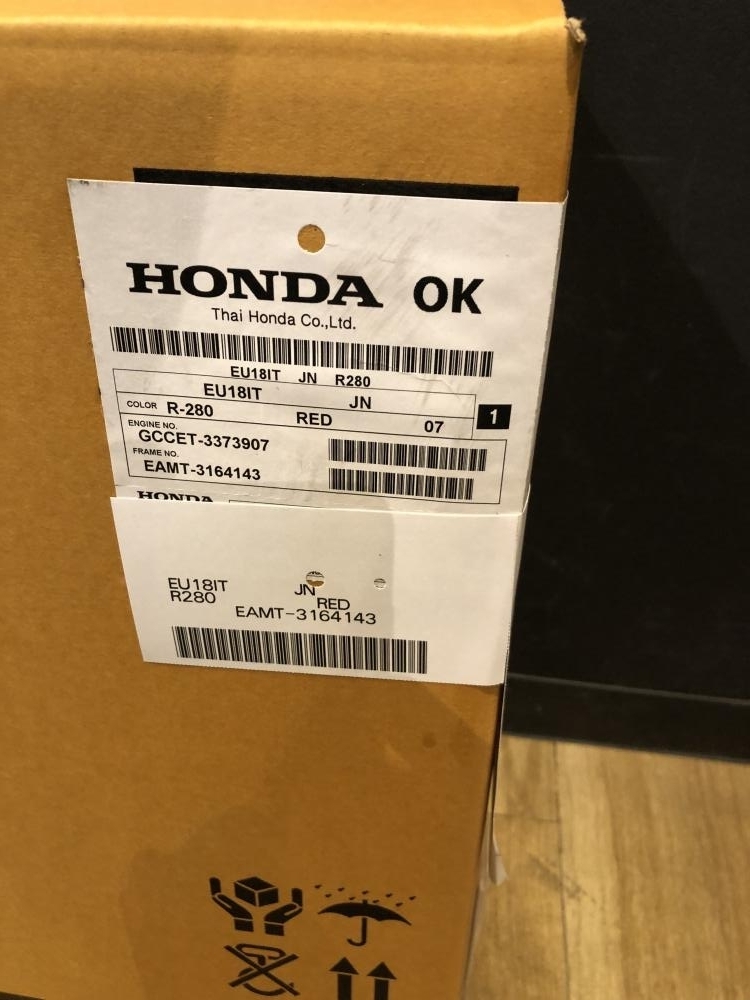 HONDA OK
Thai Honda Co.,Ltd.
EU18IT JN R280
EU18IT JN
COLOR R-280 RED 07 1
ENGINE NO.
GCCET-3373907
FRAME NO.
EAMT-3164143
HONDA
EU18IT JN
R280 RED
EAMT-3164143